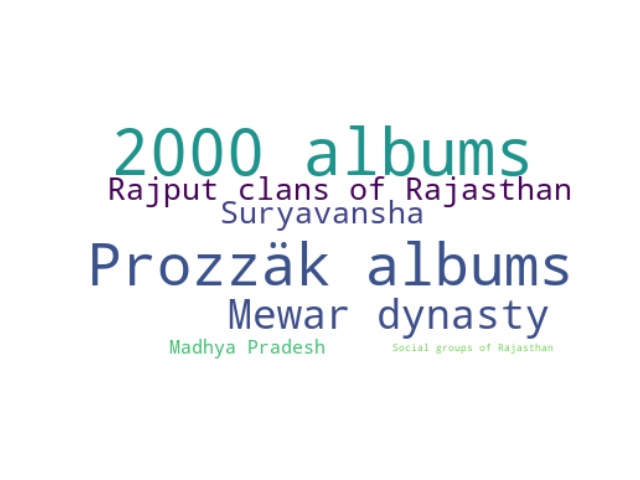 2000 albums
Rajput clans of Rajasthan
Suryavansha
Prozzäk albums
Mewar dynasty
Madhya Pradesh
Social groups of Rajasthan